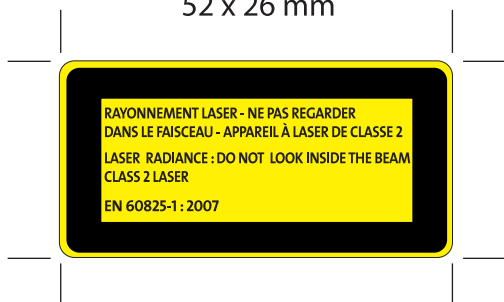 52 x 26 mm
RAYONNEMENT LASER - NE PAS REGARDER
DANS LE FAISCEAU - APPAREIL À LASER DE CLASSE 2
LASER RADIANCE : DO NOT LOOK INSIDE THE BEAM
CLASS 2 LASER
EN 60825-1 : 2007